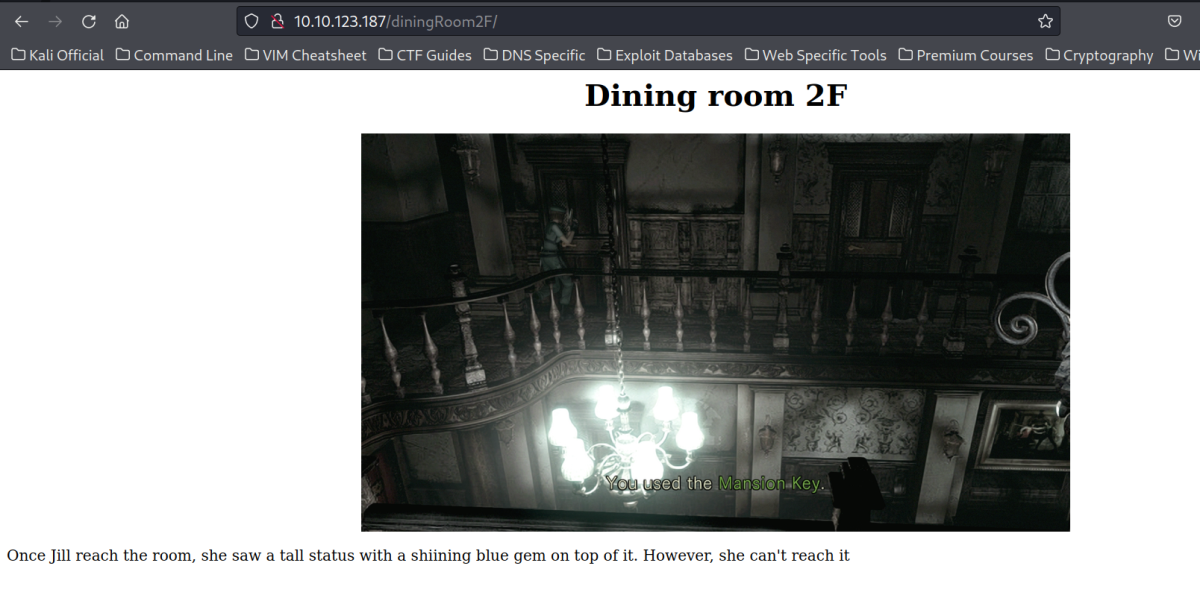 10.10.123.187/diningRoom2F/
Kali Official Command Line VIM Cheatsheet CTF Guides DNS Specific Exploit Databases Web Specific Tools Premium Courses Cryptography Wi
Dining room 2F
You used the Mansion Key.
Once Jill reach the room, she saw a tall status with a shiining blue gem on top of it. However, she can't reach it